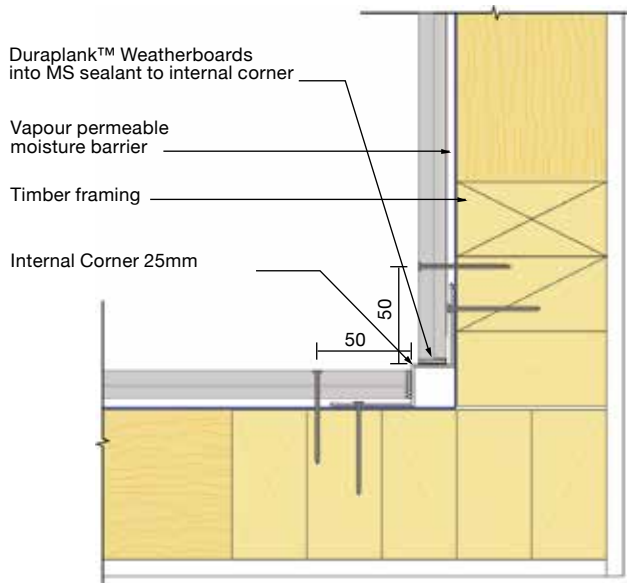 Duraplank™ Weatherboards
into MS sealant to internal corner
Vapour permeable
moisture barrier
Timber framing
Internal Corner 25mm
50
50